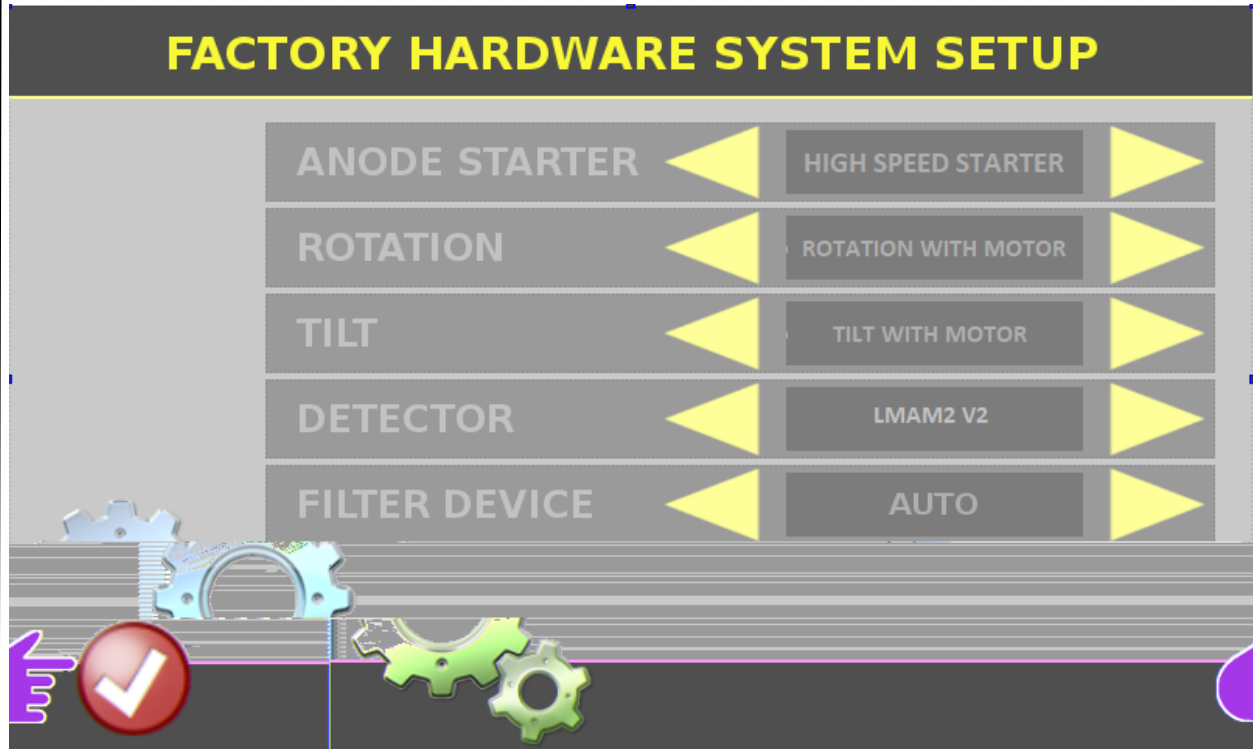 FACTORY HARDWARE SYSTEM SETUP
ANODE STARTER HIGH SPEED STARTER
ROTATION ROTATION WITH MOTOR
TILT TILT WITH MOTOR
DETECTOR LMAM2 V2
FILTER DEVICE AUTO